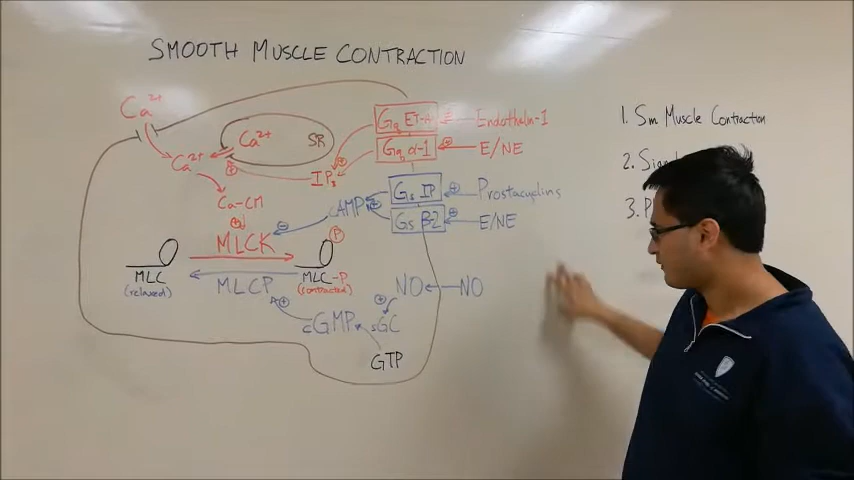 SMOOTH MUSCLE CONTRACTION
Ca²⁺
Gq ET-A
Endothelin-1
1. Sm Muscle Contraction
Ca²⁺
SR
Gq α-1
⊕
E/NE
Ca²⁺
⊕
IP₃
⊕
2.
Ca-CM
cAMP
⊕
Gs IP
⊕
Prostacyclins
3. P
⊕
⊖
Gs β-2
⊕
E/NE
MLCK
P
MLC
(relaxed)
MLCP
MLC-P
(contracted)
NO
NO
⊕
⊕
cGMP
sGC
GTP